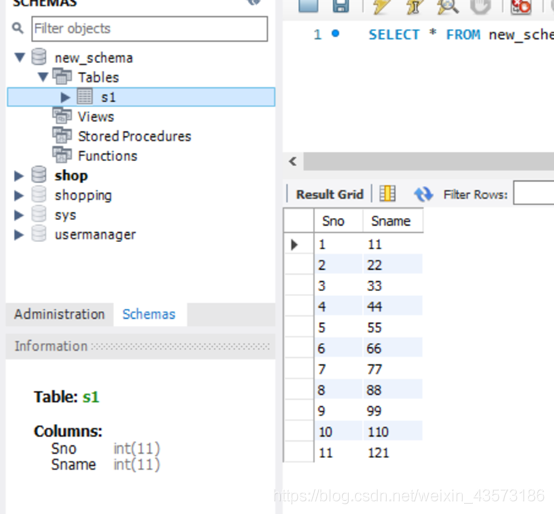 SCHEMAS
Filter objects
new_schema
Tables
s1
Views
Stored Procedures
Functions
shop
shopping
sys
usermanager
Administration Schemas
Information
Table: s1
Columns:
Sno int(11)
Sname int(11)
1 SELECT * FROM new_sche
Result Grid Filter Rows:
Sno Sname
1 11
2 22
3 33
4 44
5 55
6 66
7 77
8 88
9 99
10 110
11 121
https://blog.csdn.net/weixin_43573186